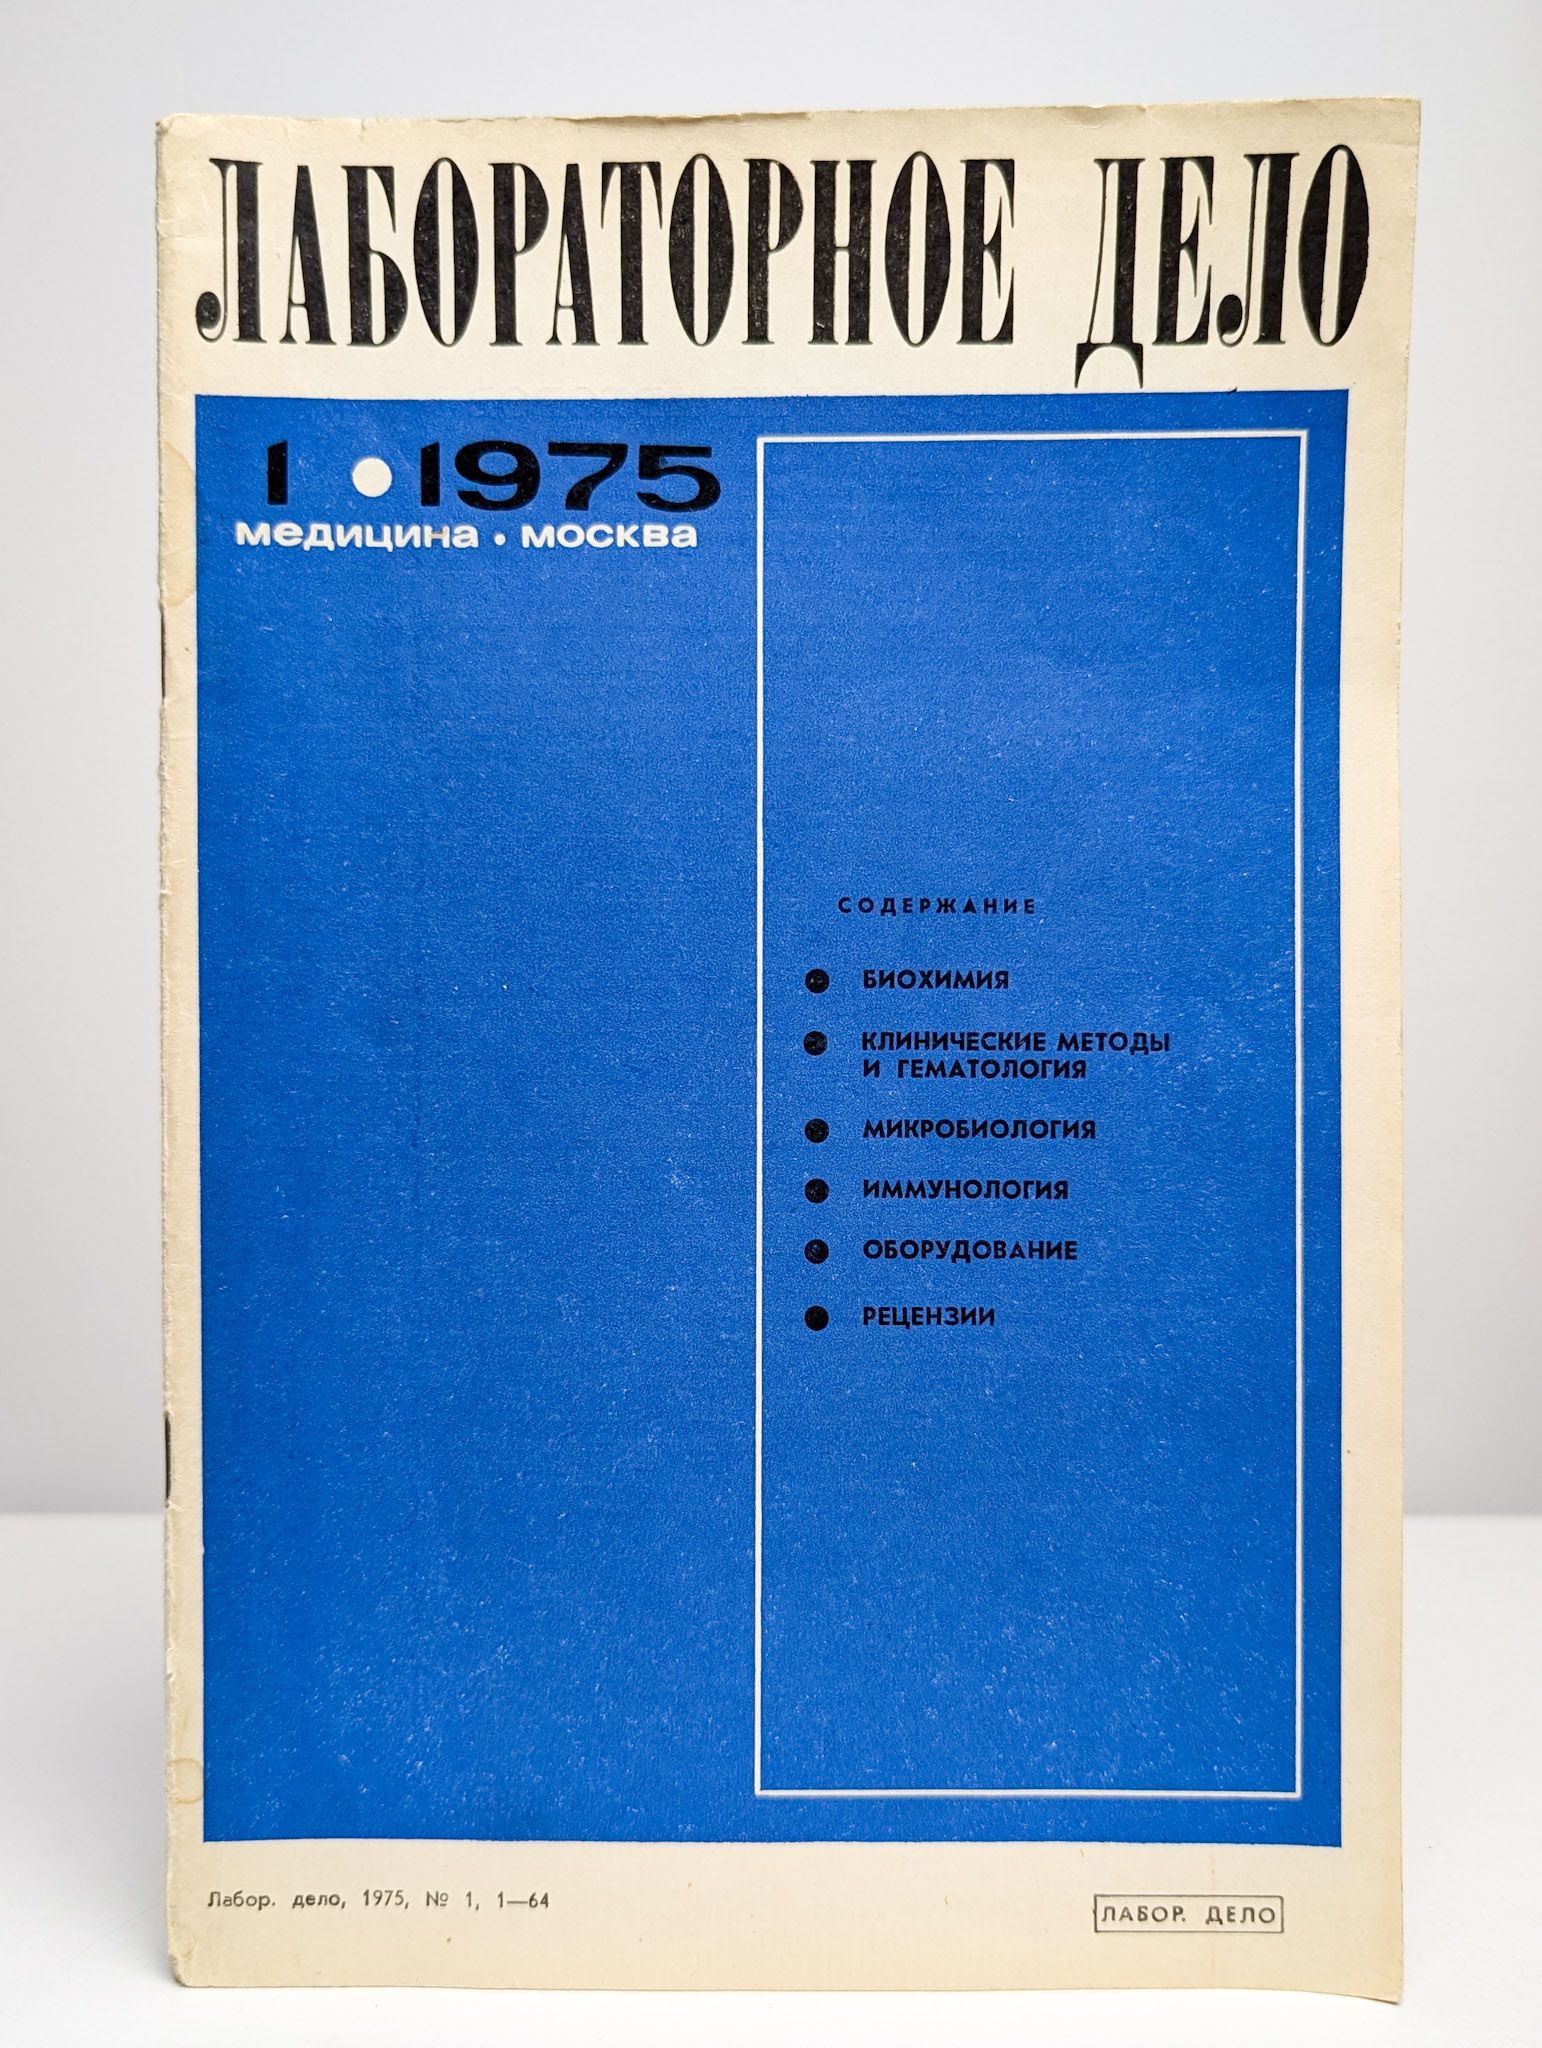 ЛАБОРАТОРНОЕ ДЕЛО
1 • 1975
медицина • москва
СОДЕРЖАНИЕ
● БИОХИМИЯ
● КЛИНИЧЕСКИЕ МЕТОДЫ
И ГЕМАТОЛОГИЯ
● МИКРОБИОЛОГИЯ
● ИММУНОЛОГИЯ
● ОБОРУДОВАНИЕ
● РЕЦЕНЗИИ
Лабор. дело, 1975, № 1, 1—64
ЛАБОР. ДЕЛО